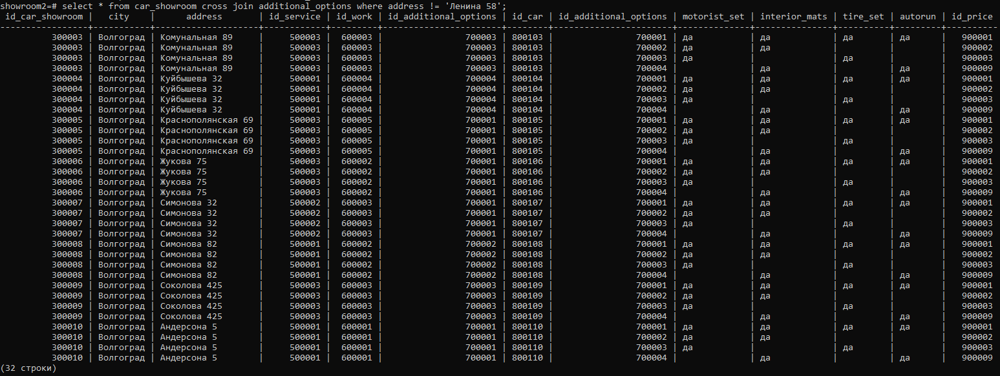 showroom2=# select * from car_showroom cross join additional_options where address != 'Ленина 58';
 id_car_showroom |   city    |      address       | id_service | id_work | id_additional_options | id_car | id_additional_options | motorist_set | interior_mats | tire_set | autorun | id_price
-----------------+-----------+--------------------+------------+---------+-----------------------+--------+-----------------------+--------------+---------------+----------+---------+----------
          300003 | Волгоград | Комунальная 89     |     500003 |  600003 |                700003 | 800103 |                700001 | да           | да            | да       | да      |   900001
          300003 | Волгоград | Комунальная 89     |     500003 |  600003 |                700003 | 800103 |                700002 | да           | да            |          |         |   900002
          300003 | Волгоград | Комунальная 89     |     500003 |  600003 |                700003 | 800103 |                700003 | да           |               | да       |         |   900003
          300003 | Волгоград | Комунальная 89     |     500003 |  600003 |                700003 | 800103 |                700004 |              | да            |          | да      |   900009
          300004 | Волгоград | Куйбышева 32       |     500001 |  600004 |                700004 | 800104 |                700001 | да           | да            | да       | да      |   900001
          300004 | Волгоград | Куйбышева 32       |     500001 |  600004 |                700004 | 800104 |                700002 | да           | да            |          |         |   900002
          300004 | Волгоград | Куйбышева 32       |     500001 |  600004 |                700004 | 800104 |                700003 | да           |               | да       |         |   900003
          300004 | Волгоград | Куйбышева 32       |     500001 |  600004 |                700004 | 800104 |                700004 |              | да            |          | да      |   900009
          300005 | Волгоград | Краснополянская 69 |     500003 |  600005 |                700001 | 800105 |                700001 | да           | да            | да       | да      |   900001
          300005 | Волгоград | Краснополянская 69 |     500003 |  600005 |                700001 | 800105 |                700002 | да           | да            |          |         |   900002
          300005 | Волгоград | Краснополянская 69 |     500003 |  600005 |                700001 | 800105 |                700003 | да           |               | да       |         |   900003
          300005 | Волгоград | Краснополянская 69 |     500003 |  600005 |                700001 | 800105 |                700004 |              | да            |          | да      |   900009
          300006 | Волгоград | Жукова 75          |     500003 |  600002 |                700001 | 800106 |                700001 | да           | да            | да       | да      |   900001
          300006 | Волгоград | Жукова 75          |     500003 |  600002 |                700001 | 800106 |                700002 | да           | да            |          |         |   900002
          300006 | Волгоград | Жукова 75          |     500003 |  600002 |                700001 | 800106 |                700003 | да           |               | да       |         |   900003
          300006 | Волгоград | Жукова 75          |     500003 |  600002 |                700001 | 800106 |                700004 |              | да            |          | да      |   900009
          300007 | Волгоград | Симонова 32        |     500002 |  600003 |                700001 | 800107 |                700001 | да           | да            | да       | да      |   900001
          300007 | Волгоград | Симонова 32        |     500002 |  600003 |                700001 | 800107 |                700002 | да           | да            |          |         |   900002
          300007 | Волгоград | Симонова 32        |     500002 |  600003 |                700001 | 800107 |                700003 | да           |               | да       |         |   900003
          300007 | Волгоград | Симонова 32        |     500002 |  600003 |                700001 | 800107 |                700004 |              | да            |          | да      |   900009
          300008 | Волгоград | Симонова 82        |     500001 |  600002 |                700002 | 800108 |                700001 | да           | да            | да       | да      |   900001
          300008 | Волгоград | Симонова 82        |     500001 |  600002 |                700002 | 800108 |                700002 | да           | да            |          |         |   900002
          300008 | Волгоград | Симонова 82        |     500001 |  600002 |                700002 | 800108 |                700003 | да           |               | да       |         |   900003
          300008 | Волгоград | Симонова 82        |     500001 |  600002 |                700002 | 800108 |                700004 |              | да            |          | да      |   900009
          300009 | Волгоград | Соколова 425       |     500003 |  600003 |                700003 | 800109 |                700001 | да           | да            | да       | да      |   900001
          300009 | Волгоград | Соколова 425       |     500003 |  600003 |                700003 | 800109 |                700002 | да           | да            |          |         |   900002
          300009 | Волгоград | Соколова 425       |     500003 |  600003 |                700003 | 800109 |                700003 | да           |               | да       |         |   900003
          300009 | Волгоград | Соколова 425       |     500003 |  600003 |                700003 | 800109 |                700004 |              | да            |          | да      |   900009
          300010 | Волгоград | Андерсона 5        |     500001 |  600001 |                700001 | 800110 |                700001 | да           | да            | да       | да      |   900001
          300010 | Волгоград | Андерсона 5        |     500001 |  600001 |                700001 | 800110 |                700002 | да           | да            |          |         |   900002
          300010 | Волгоград | Андерсона 5        |     500001 |  600001 |                700001 | 800110 |                700003 | да           |               | да       |         |   900003
          300010 | Волгоград | Андерсона 5        |     500001 |  600001 |                700001 | 800110 |                700004 |              | да            |          | да      |   900009
(32 строки)